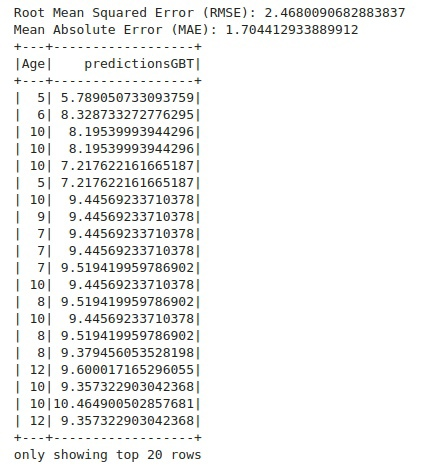 Root Mean Squared Error (RMSE): 2.4680090682883837
Mean Absolute Error (MAE): 1.704412933889912
+---+------------------+
|Age|    predictionsGBT|
+---+------------------+
|  5| 5.789050733093759|
|  6| 8.328733272776295|
| 10|  8.19539993944296|
| 10|  8.19539993944296|
| 10| 7.217622161665187|
|  5| 7.217622161665187|
| 10|  9.44569233710378|
|  9|  9.44569233710378|
|  7|  9.44569233710378|
|  7|  9.44569233710378|
|  7| 9.519419959786902|
| 10|  9.44569233710378|
|  8| 9.519419959786902|
| 10|  9.44569233710378|
|  8| 9.519419959786902|
|  8| 9.379456053528198|
| 12| 9.600017165296055|
| 10| 9.357322903042368|
| 10|10.464900502857681|
| 12| 9.357322903042368|
+---+------------------+
only showing top 20 rows